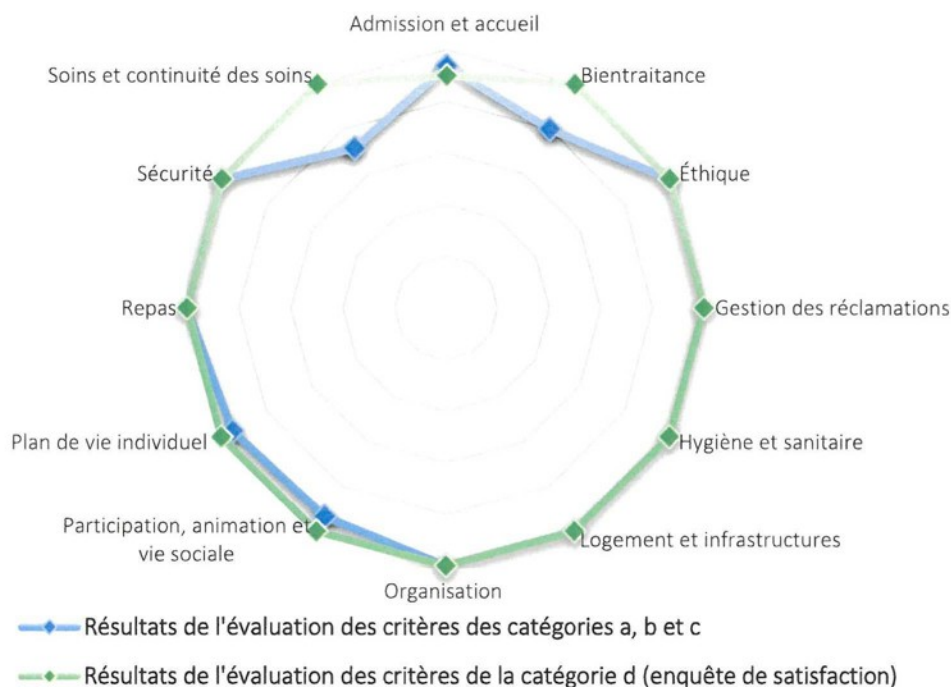 Admission et accueil
Soins et continuité des soins
Bientraitance
Sécurité
Éthique
Repas
Gestion des réclamations
Plan de vie individuel
Hygiène et sanitaire
Participation, animation et
vie sociale
Logement et infrastructures
Organisation
Résultats de l'évaluation des critères des catégories a, b et c
Résultats de l'évaluation des critères de la catégorie d (enquête de satisfaction)